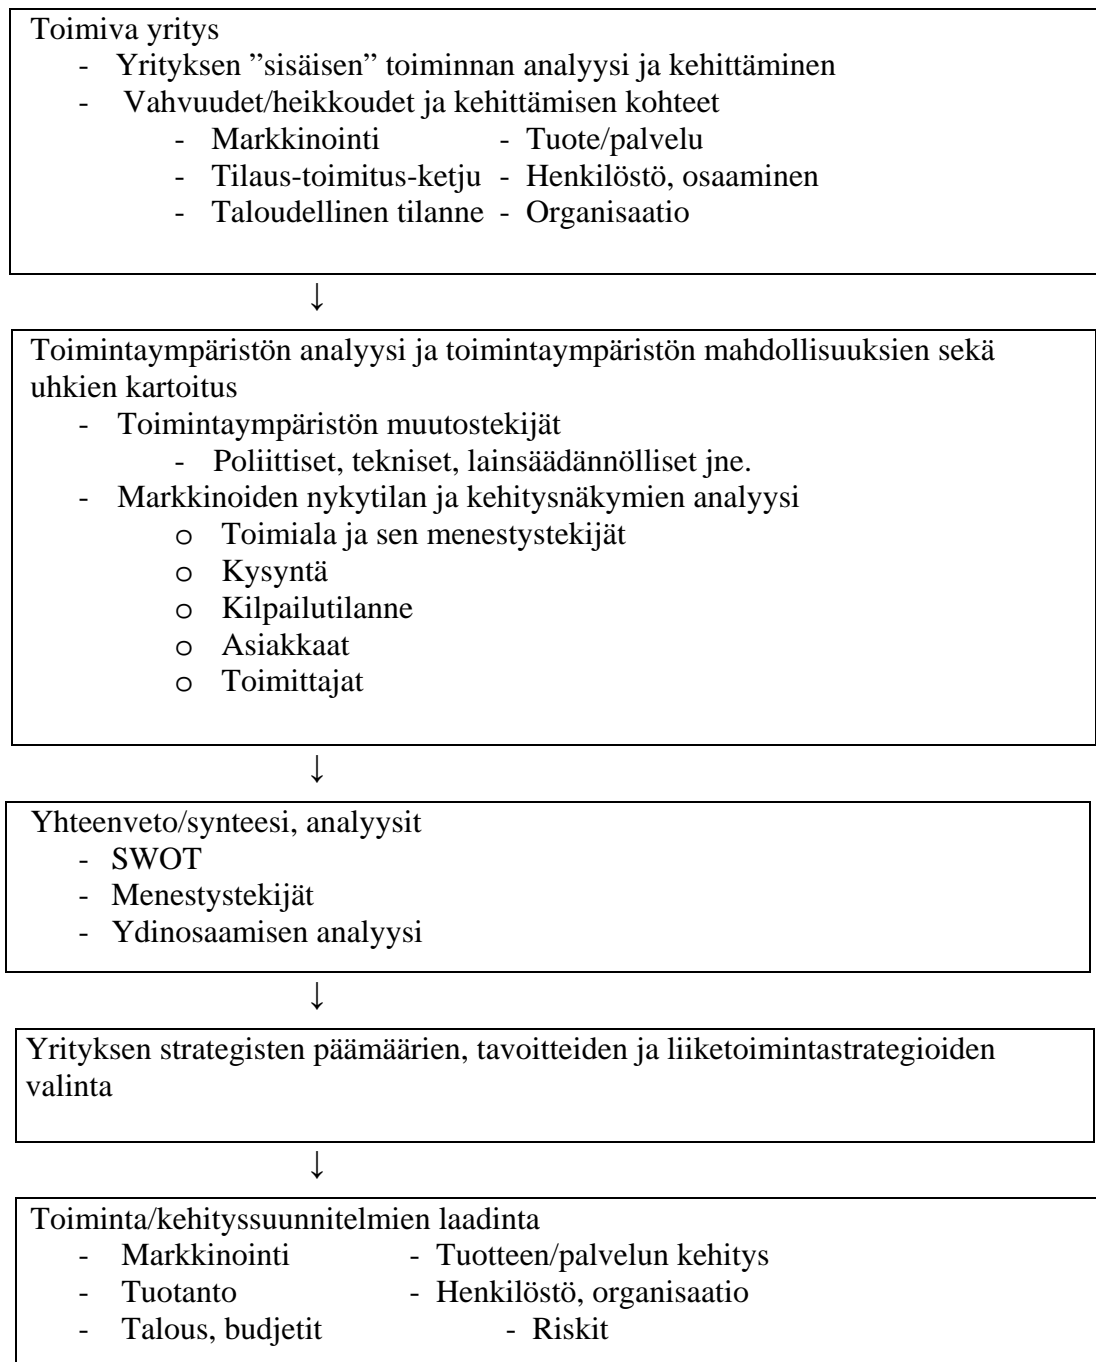 Toimiva yritys
- Yrityksen ”sisäisen” toiminnan analyysi ja kehittäminen
- Vahvuudet/heikkoudet ja kehittämisen kohteet
- Markkinointi - Tuote/palvelu
- Tilaus-toimitus-ketju - Henkilöstö, osaaminen
- Taloudellinen tilanne - Organisaatio
↓
Toimintaympäristön analyysi ja toimintaympäristön mahdollisuuksien sekä
uhkien kartoitus
- Toimintaympäristön muutostekijät
- Poliittiset, tekniset, lainsäädännölliset jne.
- Markkinoiden nykytilan ja kehitysnäkymien analyysi
o Toimiala ja sen menestystekijät
o Kysyntä
o Kilpailutilanne
o Asiakkaat
o Toimittajat
↓
Yhteenveto/synteesi, analyysit
- SWOT
- Menestystekijät
- Ydinosaamisen analyysi
↓
Yrityksen strategisten päämäärien, tavoitteiden ja liiketoimintastrategioiden
valinta
↓
Toiminta/kehityssuunnitelmien laadinta
- Markkinointi - Tuotteen/palvelun kehitys
- Tuotanto - Henkilöstö, organisaatio
- Talous, budjetit - Riskit